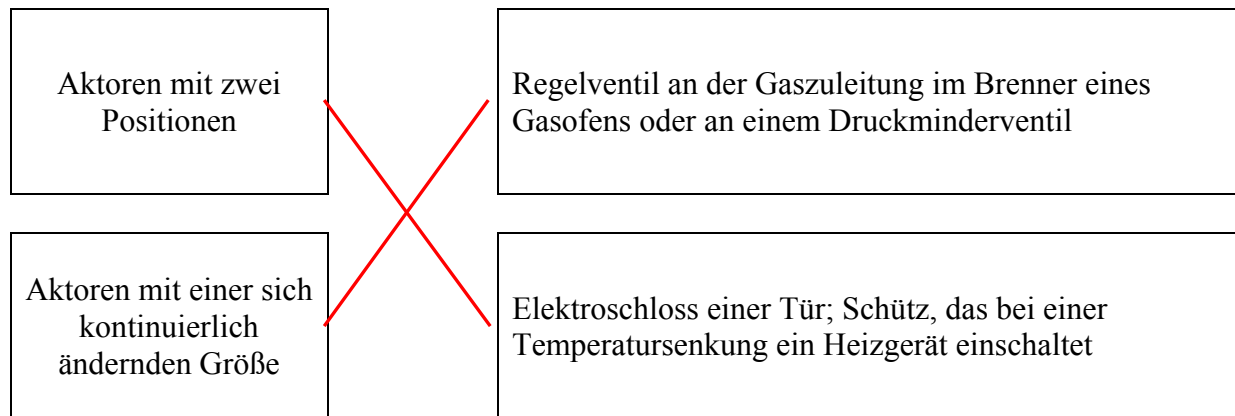 Aktoren mit zwei
Positionen
Regelventil an der Gaszuleitung im Brenner eines
Gasofens oder an einem Druckminderventil
Aktoren mit einer sich
kontinuierlich
ändernden Größe
Elektroschloss einer Tür; Schütz, das bei einer
Temperatursenkung ein Heizgerät einschaltet